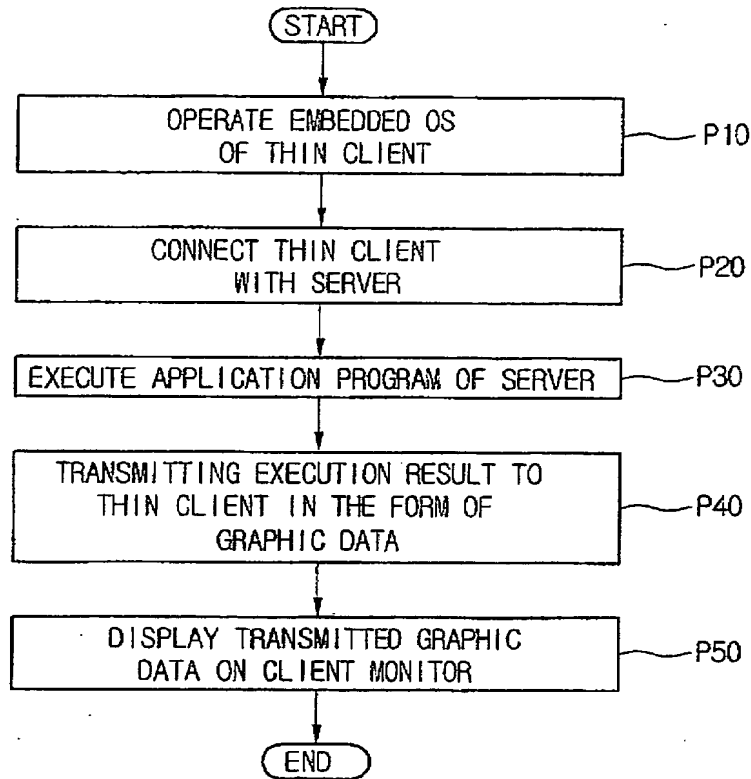 START
OPERATE EMBEDDED OS
OF THIN CLIENT
P10
CONNECT THIN CLIENT
WITH SERVER
P20
EXECUTE APPLICATION PROGRAM OF SERVER
P30
TRANSMITTING EXECUTION RESULT TO
THIN CLIENT IN THE FORM OF
GRAPHIC DATA
P40
DISPLAY TRANSMITTED GRAPHIC
DATA ON CLIENT MONITOR
P50
END